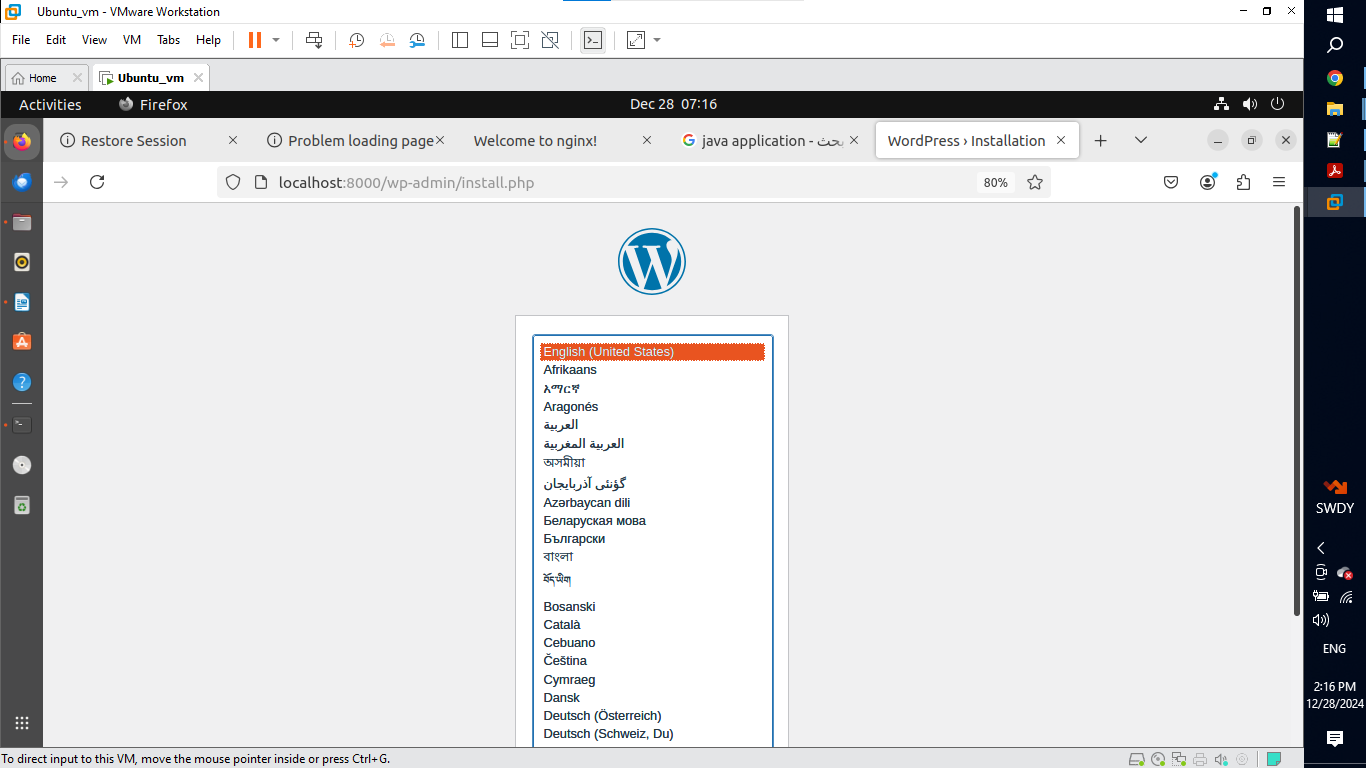 Ubuntu_vm - VMware Workstation
File Edit View VM Tabs Help
Home Ubuntu_vm
Activities Firefox Dec 28 07:16
Restore Session Problem loading page Welcome to nginx! java application - بحث WordPress › Installation
localhost:8000/wp-admin/install.php 80%
English (United States)
Afrikaans
አማርኛ
Aragonés
العربية
العربية المغربية
অসমীয়া
گؤنئی آذربایجان
Azərbaycan dili
Беларуская мова
Български
বাংলা
བོད་ཡིག
Bosanski
Català
Cebuano
Čeština
Cymraeg
Dansk
Deutsch (Österreich)
Deutsch (Schweiz, Du)
To direct input to this VM, move the mouse pointer inside or press Ctrl+G.
SWDY
ENG
2:16 PM
12/28/2024